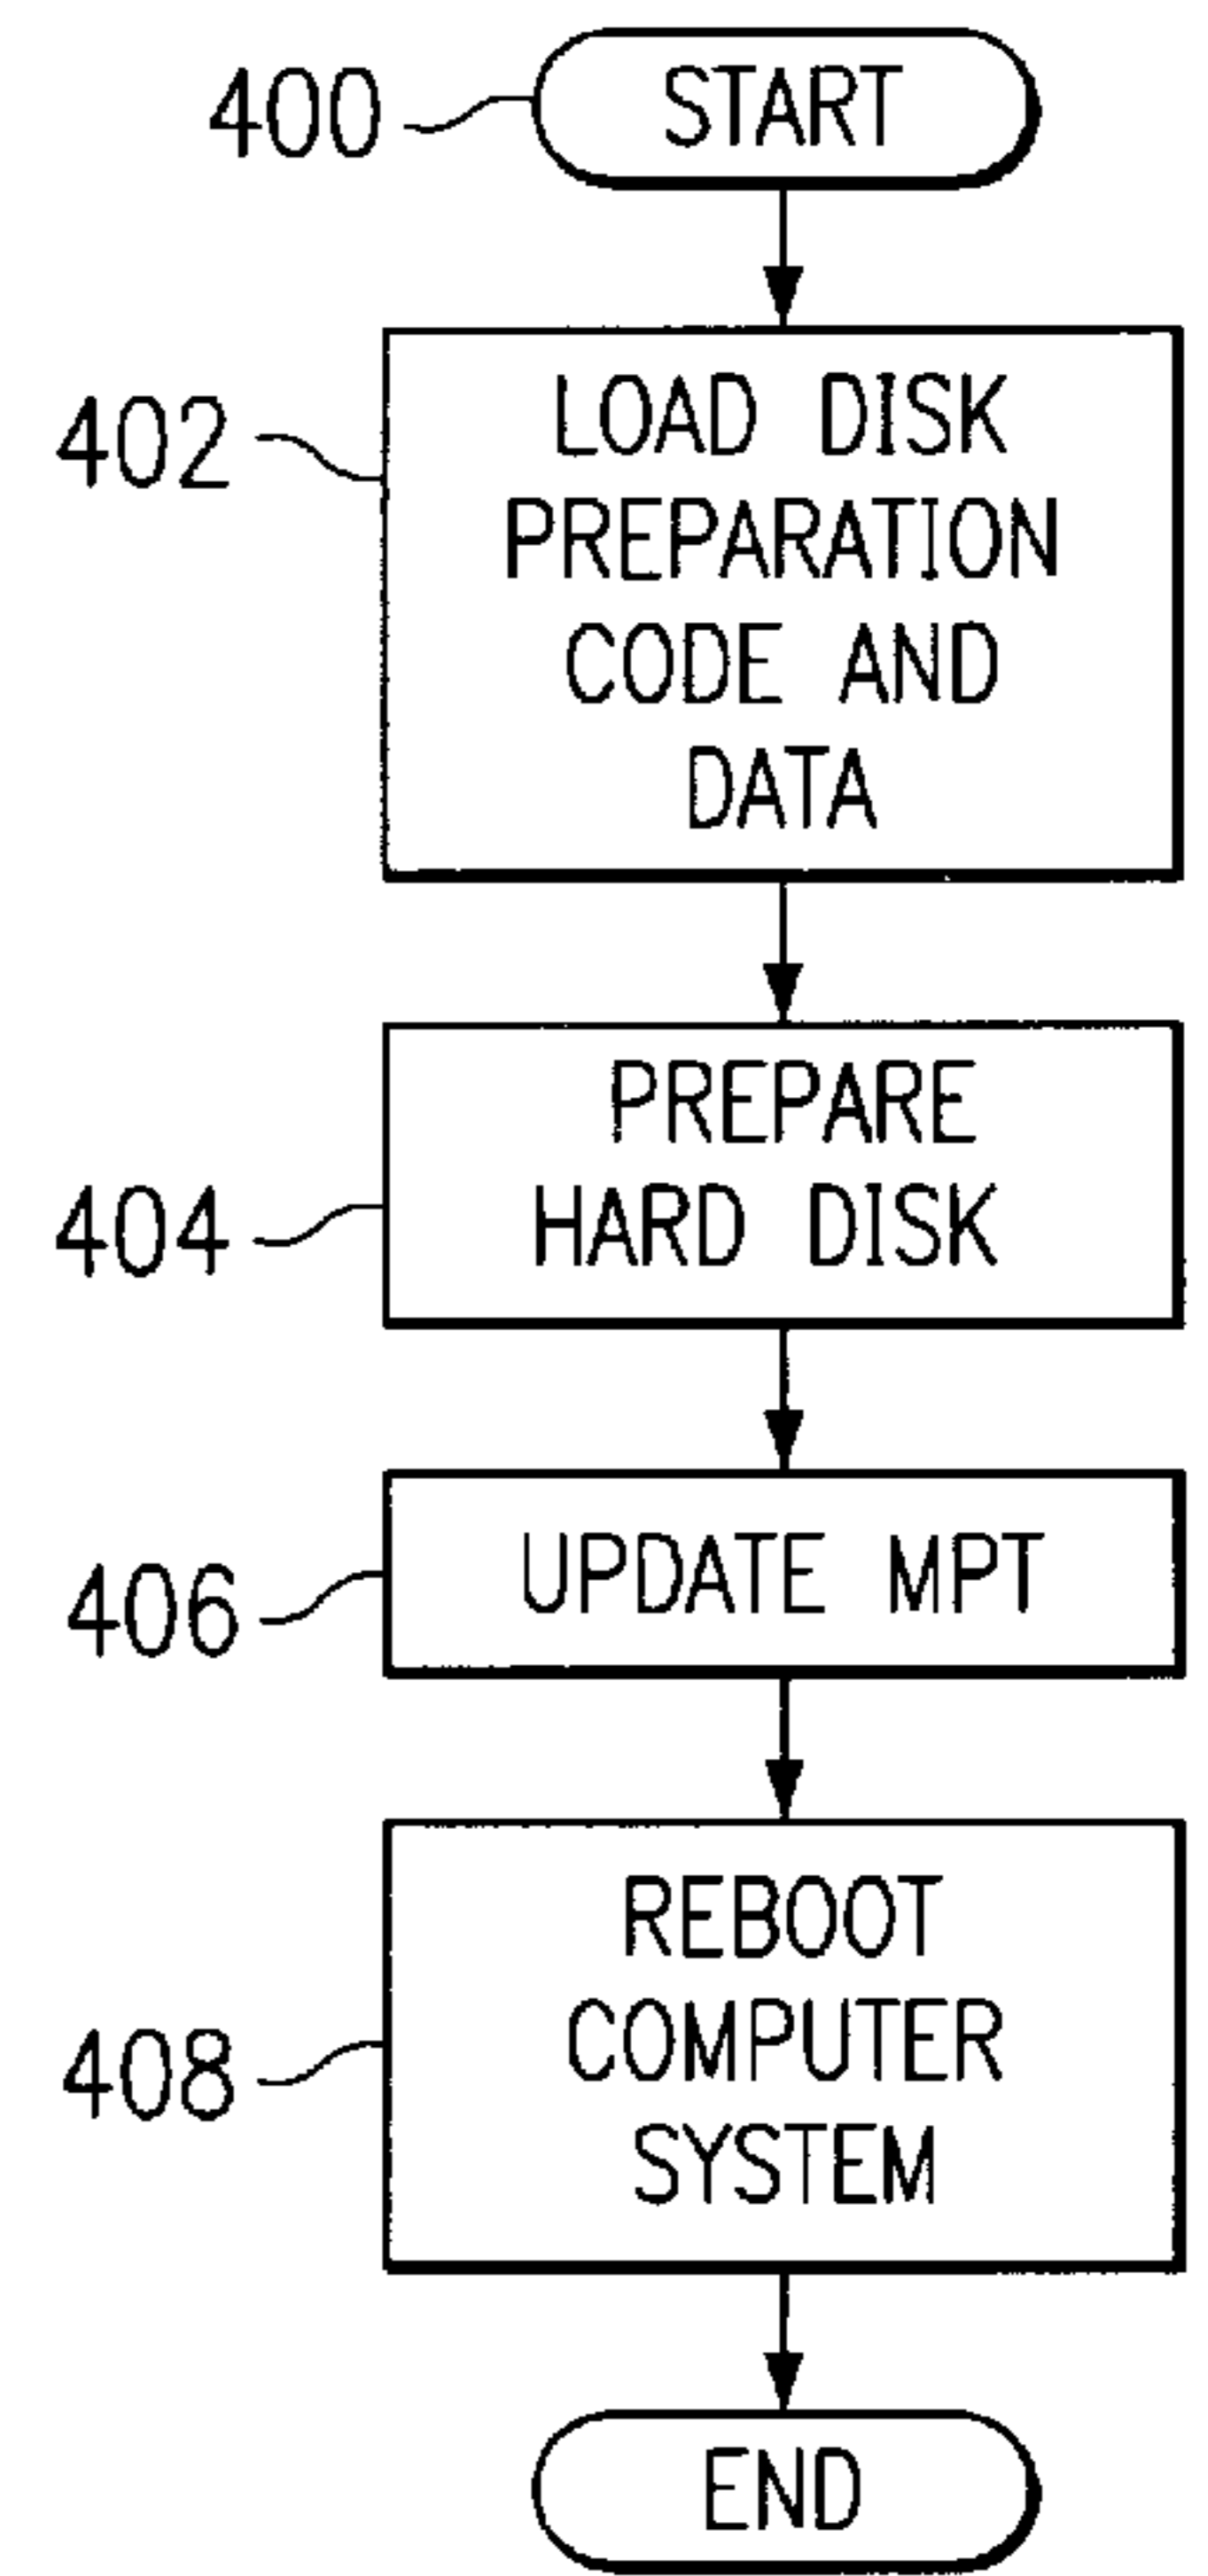 400
START
402
LOAD DISK
PREPARATION
CODE AND
DATA
PREPARE
404
HARD DISK
406
UPDATE MPT
REBOOT
408
COMPUTER
SYSTEM
END